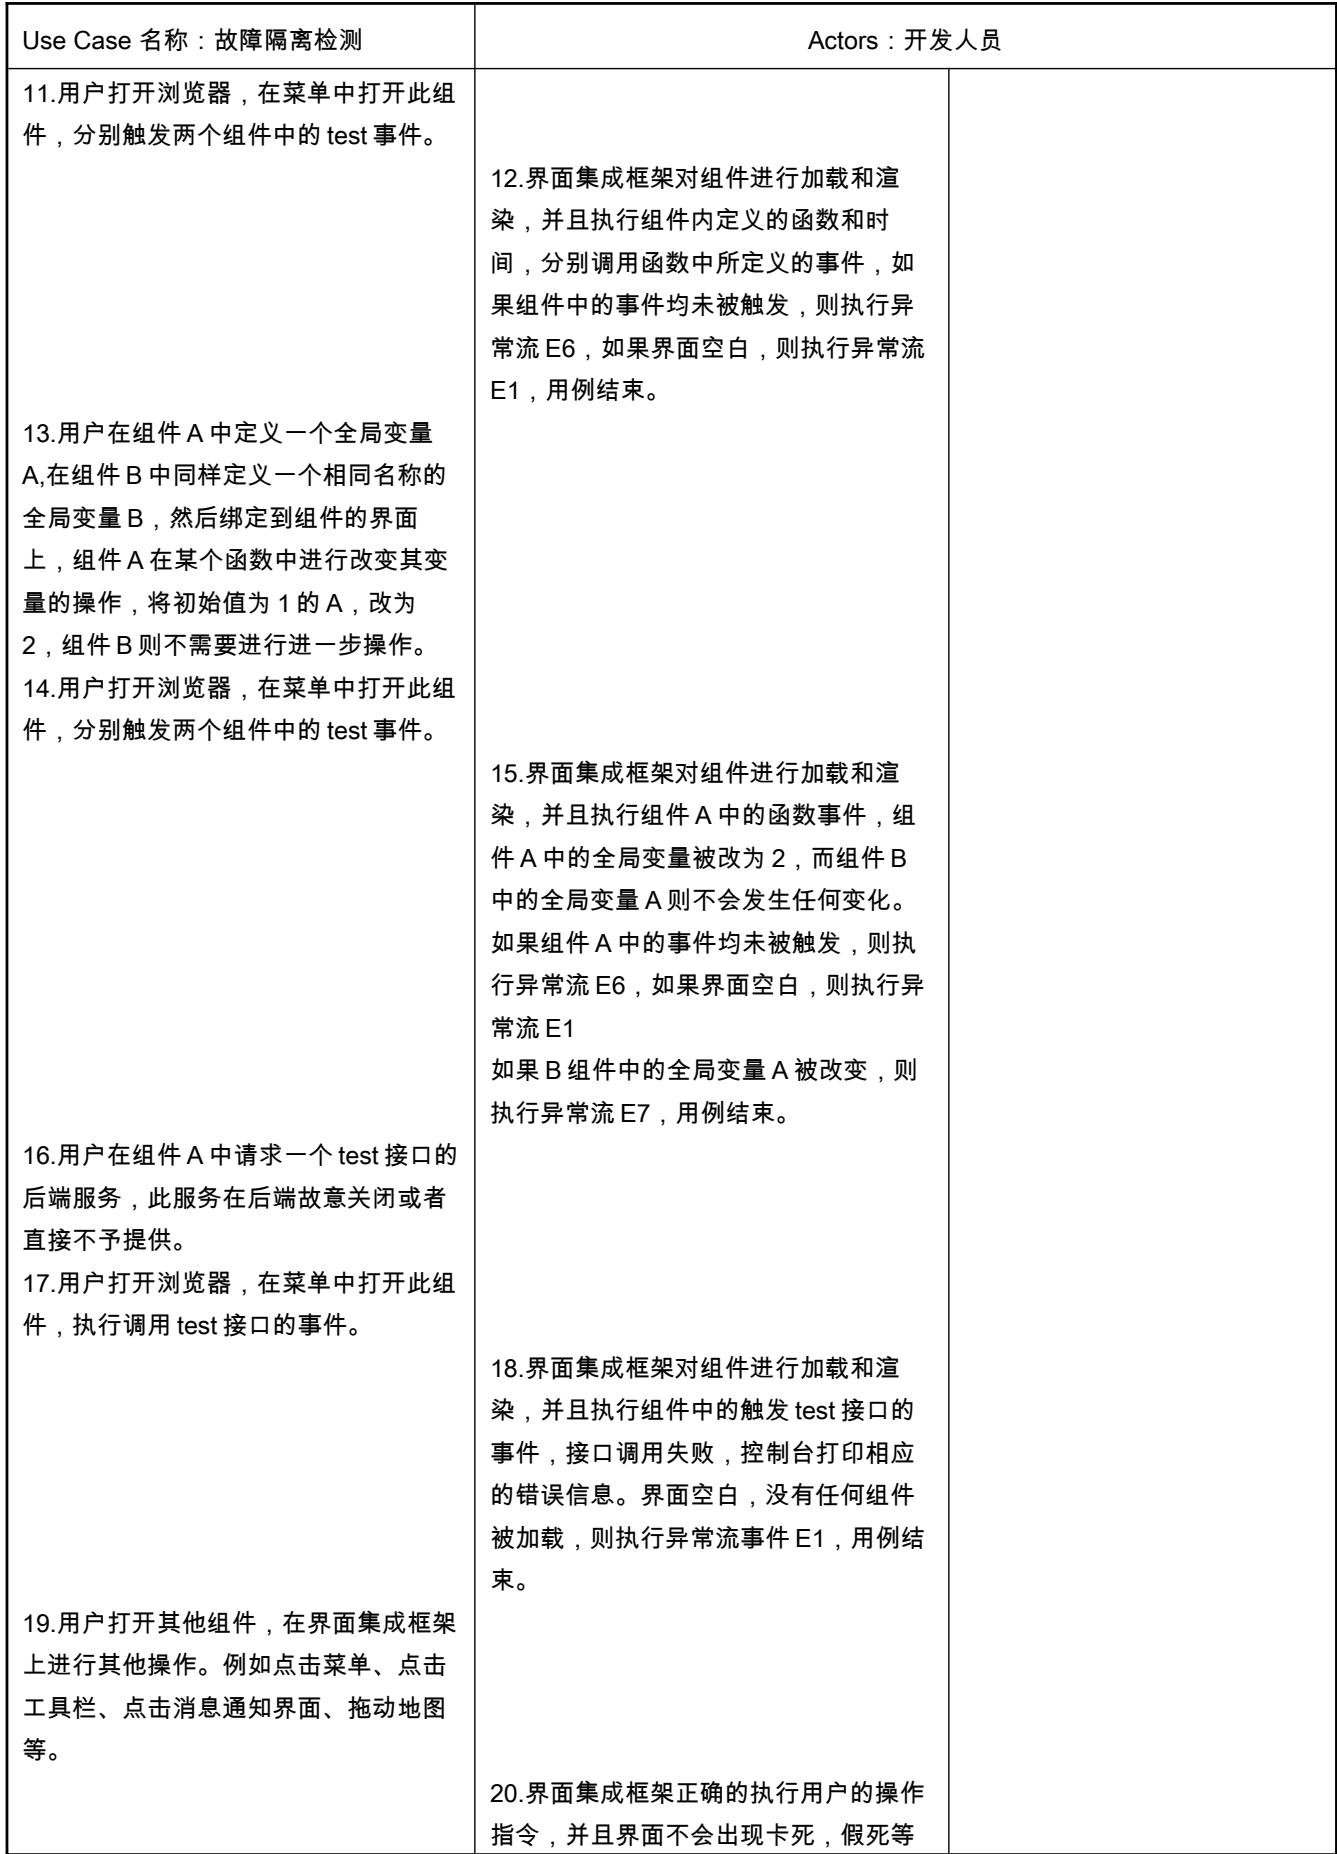 Use Case 名称：故障隔离检测
Actors：开发人员
11.用户打开浏览器，在菜单中打开此组
件，分别触发两个组件中的 test 事件。
12.界面集成框架对组件进行加载和渲
染，并且执行组件内定义的函数和时
间，分别调用函数中所定义的事件，如
果组件中的事件均未被触发，则执行异
常流 E6，如果界面空白，则执行异常流
E1，用例结束。
13.用户在组件 A 中定义一个全局变量
A,在组件 B 中同样定义一个相同名称的
全局变量 B，然后绑定到组件的界面
上，组件 A 在某个函数中进行改变其变
量的操作，将初始值为 1 的 A，改为
2，组件 B 则不需要进行进一步操作。
14.用户打开浏览器，在菜单中打开此组
件，分别触发两个组件中的 test 事件。
15.界面集成框架对组件进行加载和渲
染，并且执行组件 A 中的函数事件，组
件 A 中的全局变量被改为 2，而组件 B
中的全局变量 A 则不会发生任何变化。
如果组件 A 中的事件均未被触发，则执
行异常流 E6，如果界面空白，则执行异
常流 E1
如果 B 组件中的全局变量 A 被改变，则
执行异常流 E7，用例结束。
16.用户在组件 A 中请求一个 test 接口的
后端服务，此服务在后端故意关闭或者
直接不予提供。
17.用户打开浏览器，在菜单中打开此组
件，执行调用 test 接口的事件。
18.界面集成框架对组件进行加载和渲
染，并且执行组件中的触发 test 接口的
事件，接口调用失败，控制台打印相应
的错误信息。界面空白，没有任何组件
被加载，则执行异常流事件 E1，用例结
束。
19.用户打开其他组件，在界面集成框架
上进行其他操作。例如点击菜单、点击
工具栏、点击消息通知界面、拖动地图
等。
20.界面集成框架正确的执行用户的操作
指令，并且界面不会出现卡死，假死等